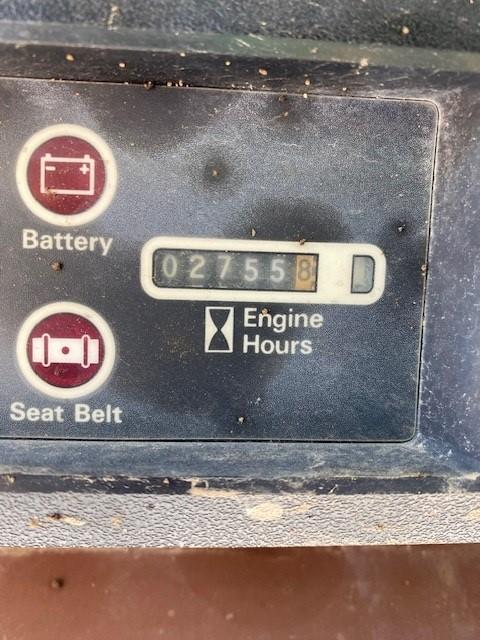 Battery
027558
Engine
Hours
Seat Belt